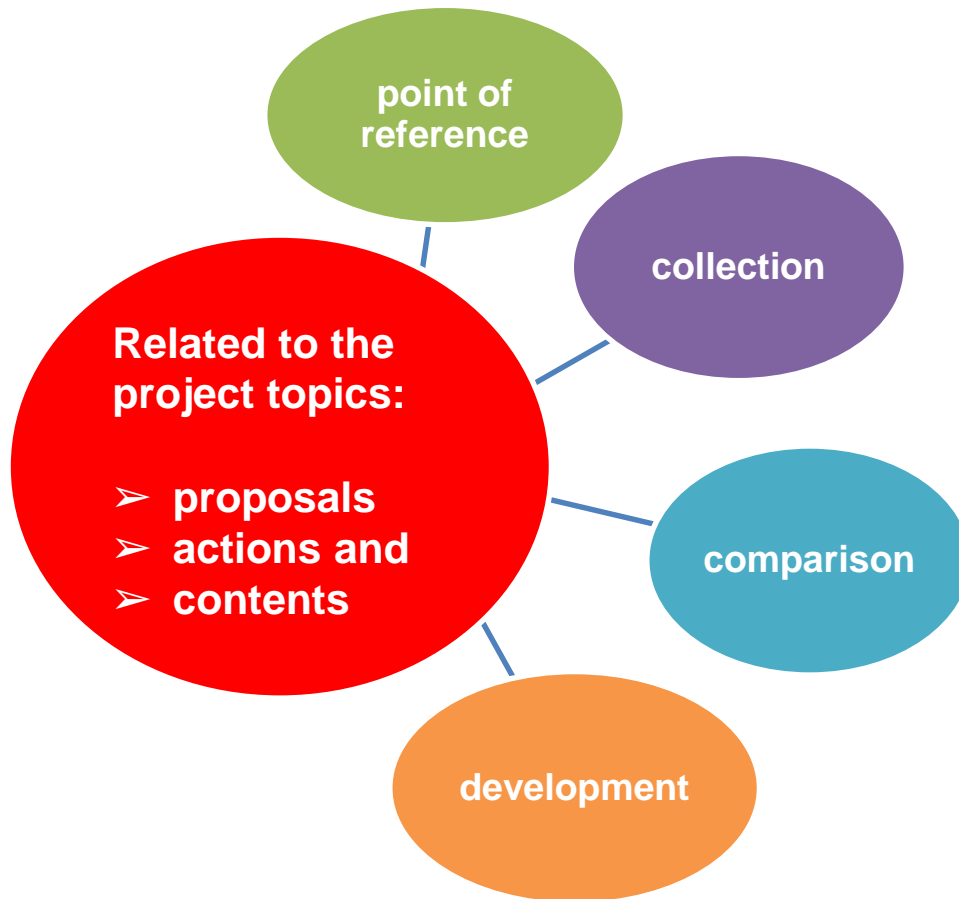 point of
reference
collection
Related to the
project topics:
➢ proposals
➢ actions and
➢ contents
comparison
development